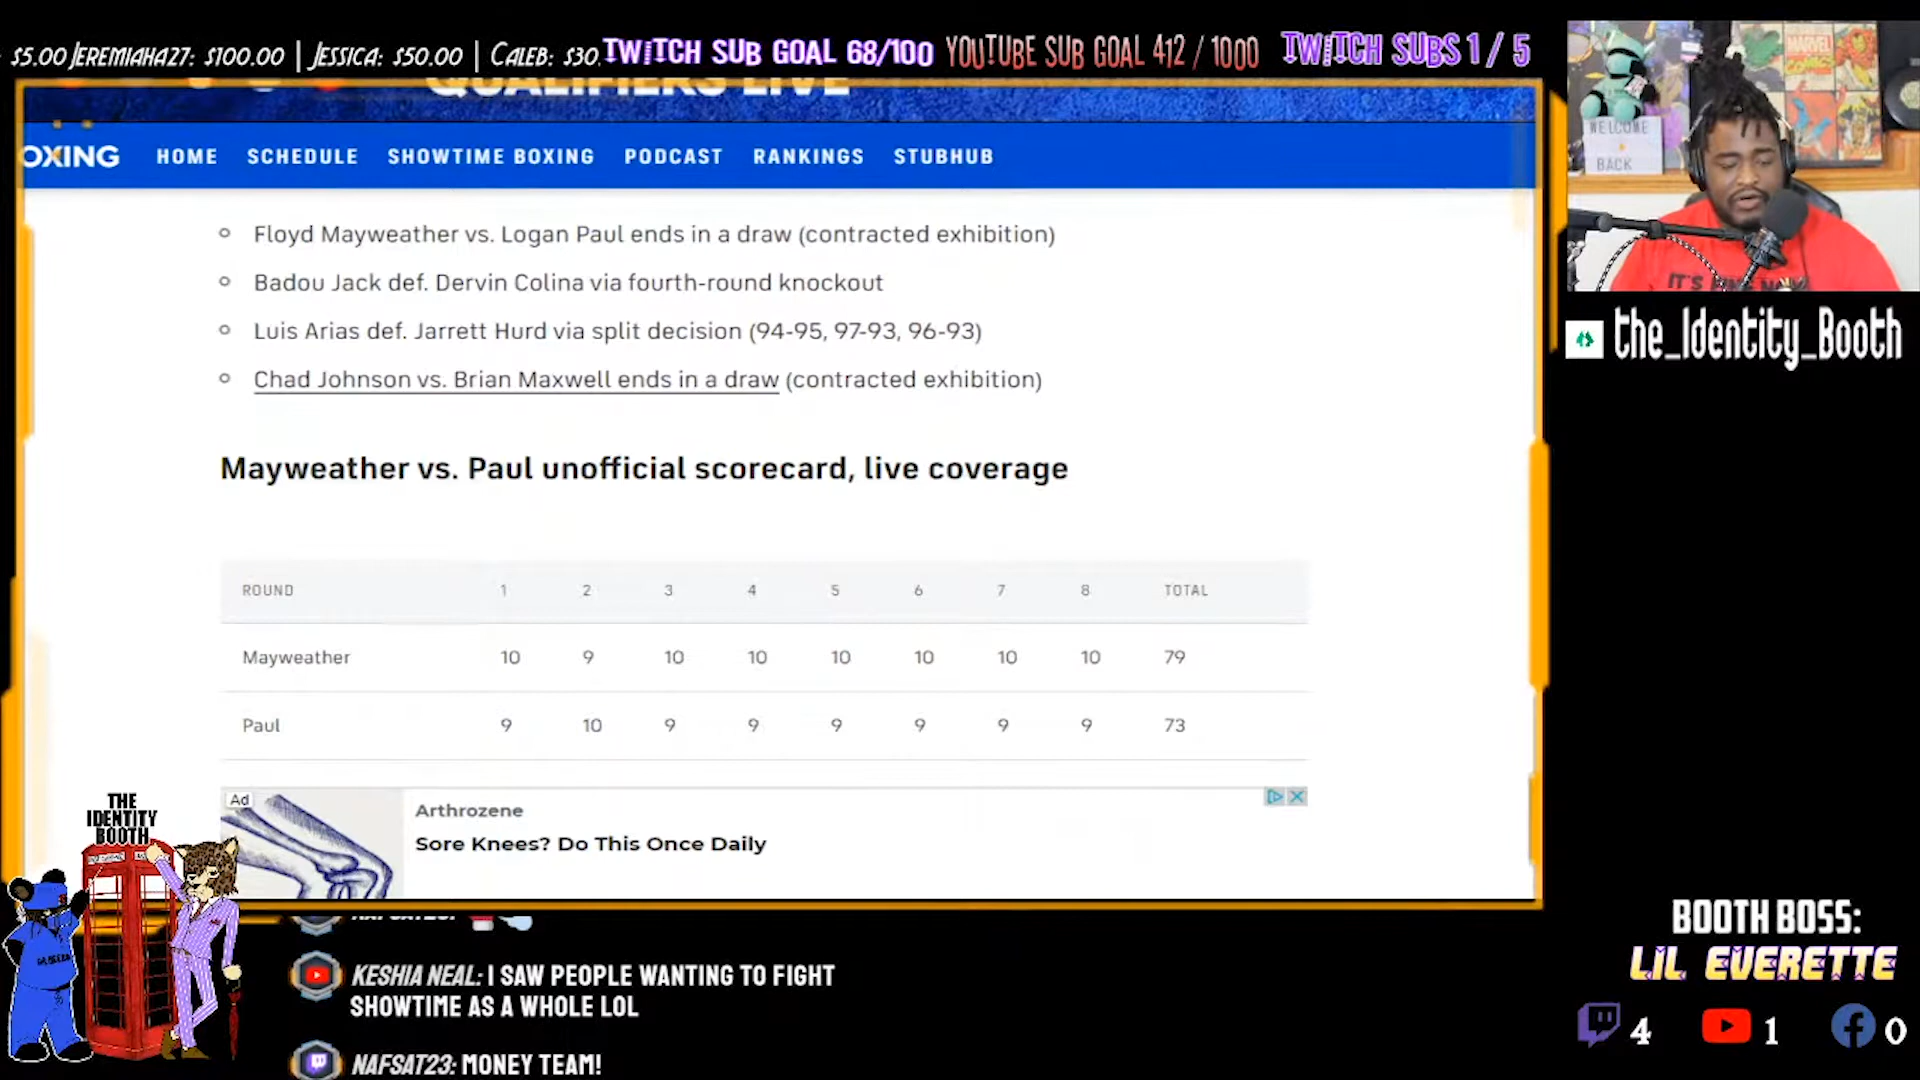 $5.00 JEREMIAHA27: $100.00 | JESSICA: $50.00 | CALEB: $30.
TWITCH SUB GOAL 68/100
YOUTUBE SUB GOAL 412 / 1000
TWITCH SUBS 1 / 5
QUALIFIERS LIVE
OXING
HOME SCHEDULE SHOWTIME BOXING PODCAST RANKINGS STUBHUB
WELCOME
BACK
MARVEL
COMICS
the_Identity_Booth
Floyd Mayweather vs. Logan Paul ends in a draw (contracted exhibition)
Badou Jack def. Dervin Colina via fourth-round knockout
Luis Arias def. Jarrett Hurd via split decision (94-95, 97-93, 96-93)
Chad Johnson vs. Brian Maxwell ends in a draw (contracted exhibition)
Mayweather vs. Paul unofficial scorecard, live coverage
ROUND 1 2 3 4 5 6 7 8 TOTAL
Mayweather 10 9 10 10 10 10 10 10 79
Paul 9 10 9 9 9 9 9 9 73
Ad
Arthrozene
Sore Knees? Do This Once Daily
THE
IDENTITY
BOOTH
NAFSAT23:
KESHIA NEAL: I SAW PEOPLE WANTING TO FIGHT
SHOWTIME AS A WHOLE LOL
NAFSAT23: MONEY TEAM!
BOOTH BOSS:
LIL EVERETTE
4 1 0